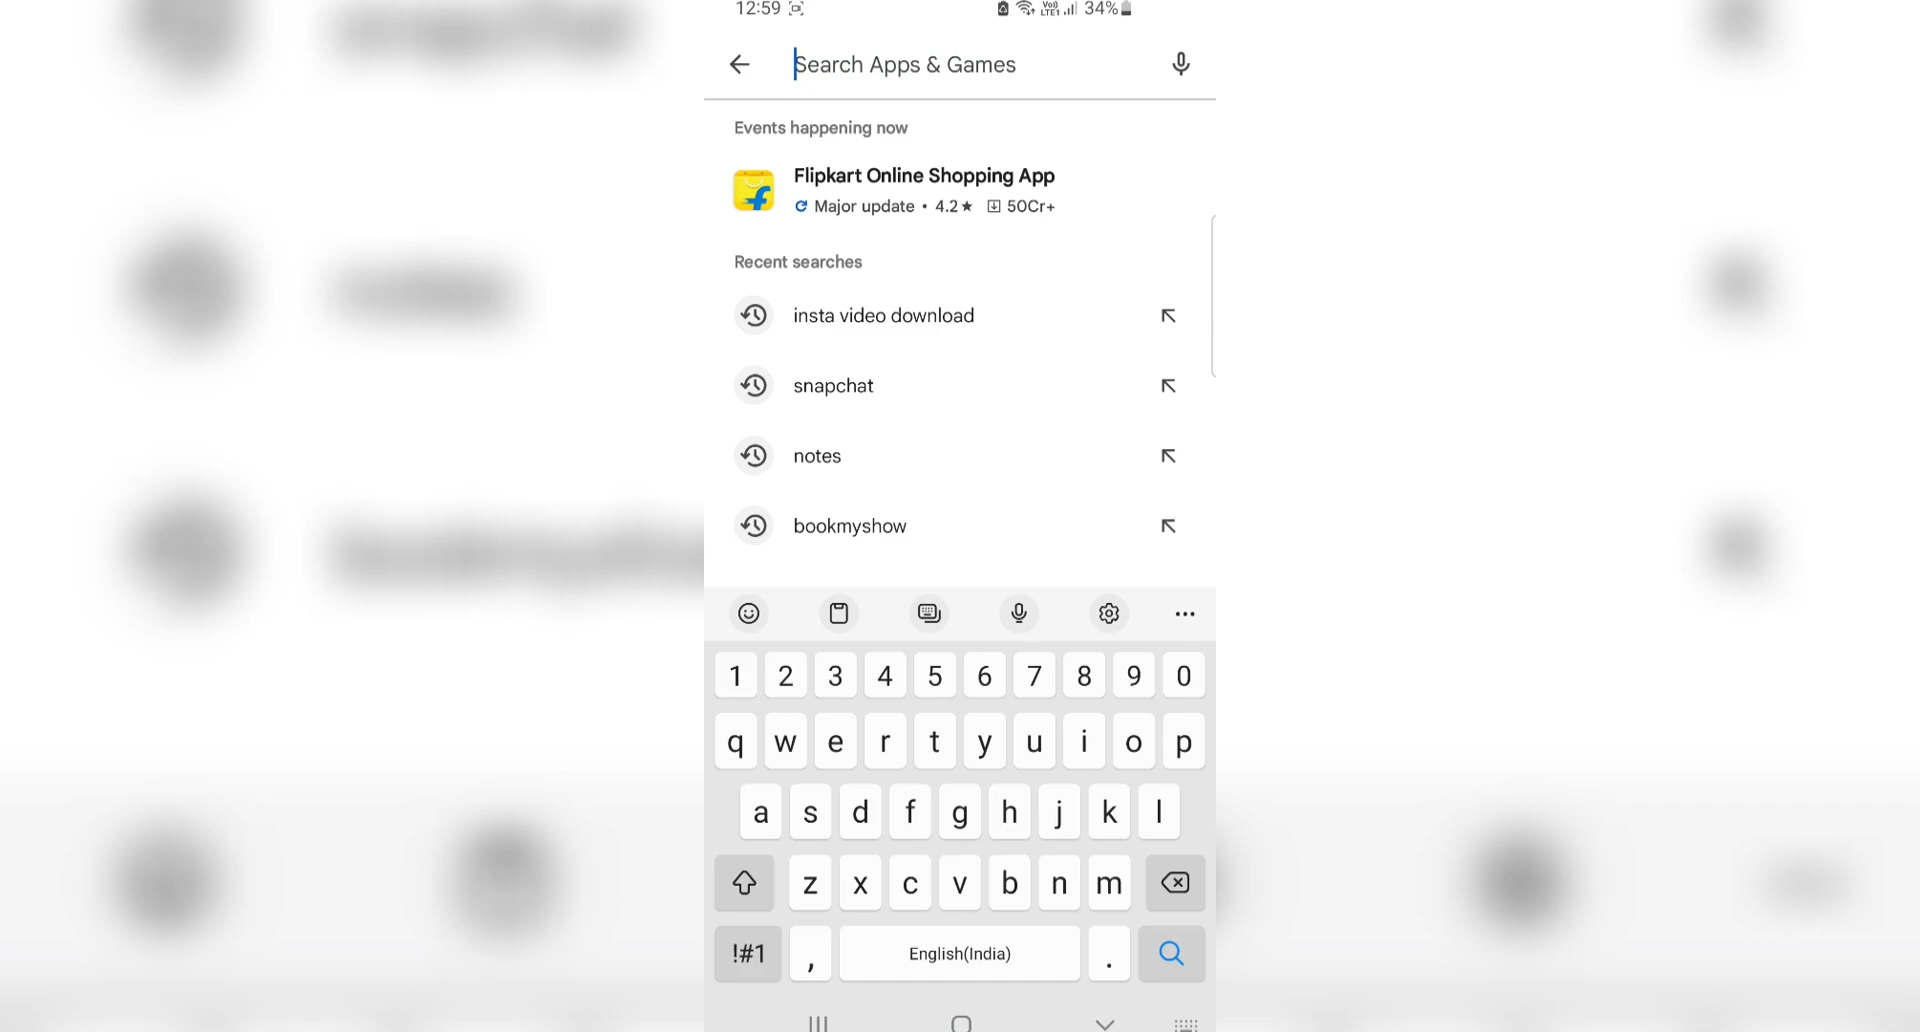 12:59 Vo) LTE1 34%
Search Apps & Games
Events happening now
Flipkart Online Shopping App
Major update • 4.2★ 50Cr+
Recent searches
insta video download
snapchat
notes
bookmyshow
1 2 3 4 5 6 7 8 9 0
q w e r t y u i o p
a s d f g h j k l
z x c v b n m
!#1 , English(India) .